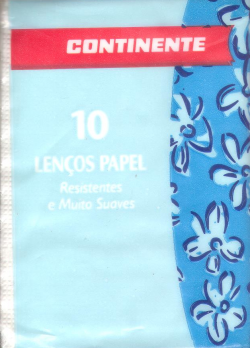 CONTINENTE
10
LENÇOS PAPEL
Resistentes
e Muito Suaves